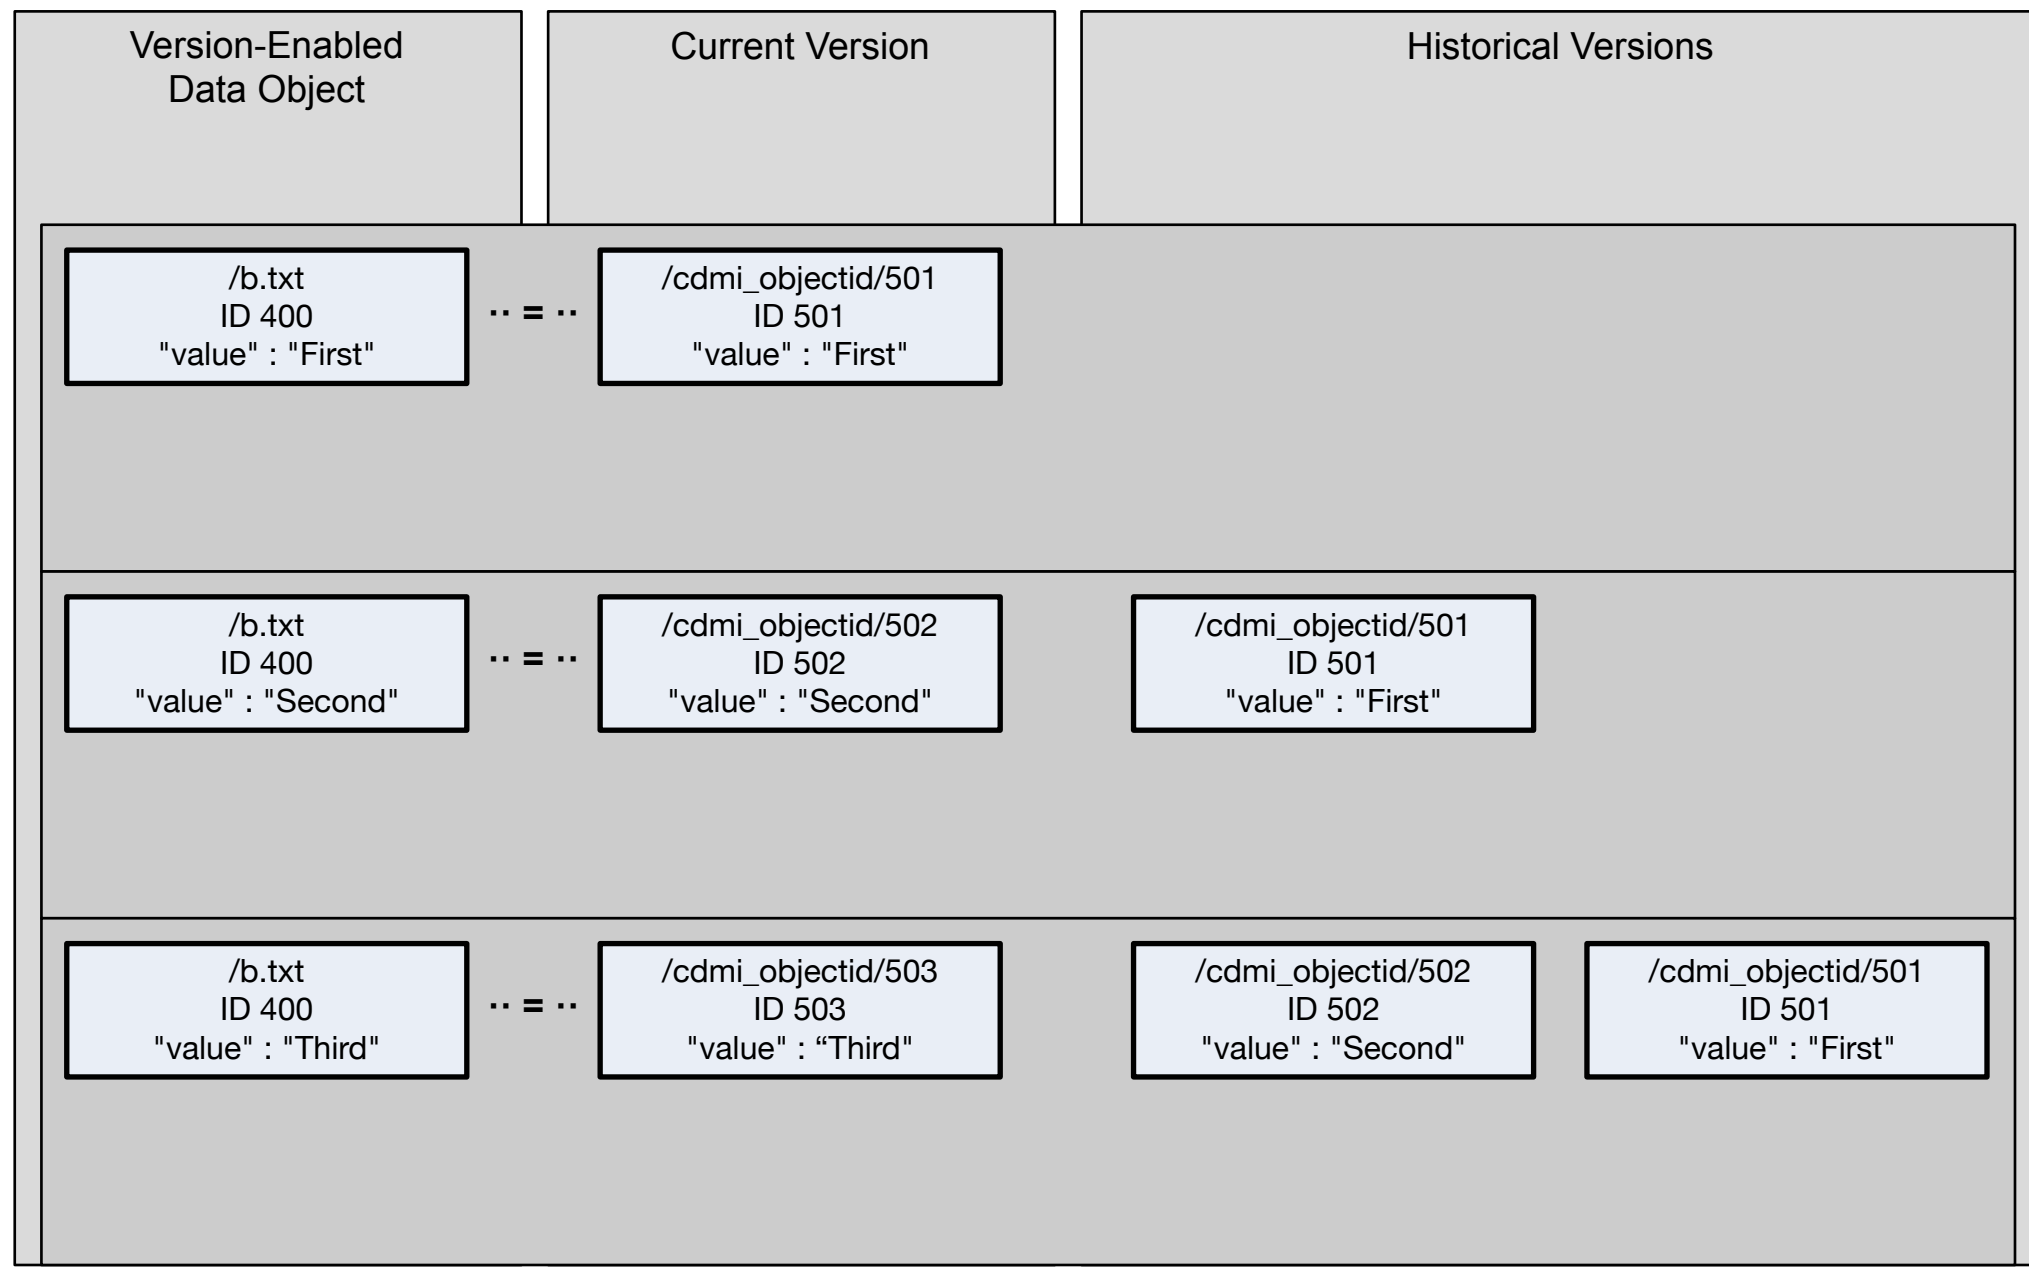 Version-Enabled
Data Object
Current Version
Historical Versions
/b.txt
ID 400
"value" : "First"
·· = ··
/cdmi_objectid/501
ID 501
"value" : "First"
/b.txt
ID 400
"value" : "Second"
·· = ··
/cdmi_objectid/502
ID 502
"value" : "Second"
/cdmi_objectid/501
ID 501
"value" : "First"
/b.txt
ID 400
"value" : "Third"
·· = ··
/cdmi_objectid/503
ID 503
"value" : “Third"
/cdmi_objectid/502
ID 502
"value" : "Second"
/cdmi_objectid/501
ID 501
"value" : "First"